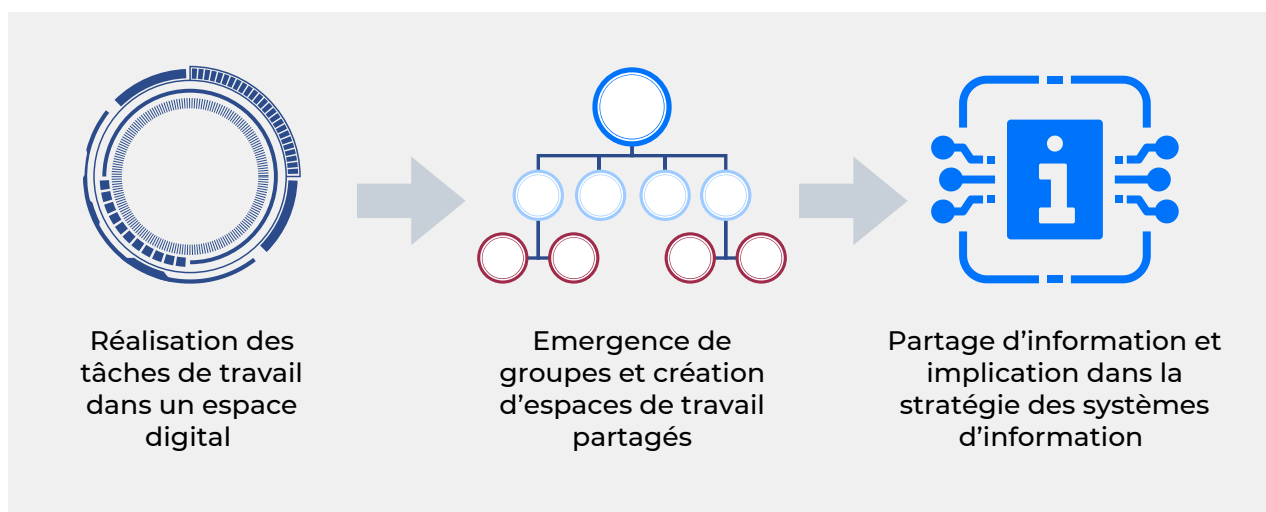 Réalisation des
tâches de travail
dans un espace
digital
Emergence de
groupes et création
d’espaces de travail
partagés
Partage d’information et
implication dans la
stratégie des systèmes
d’information